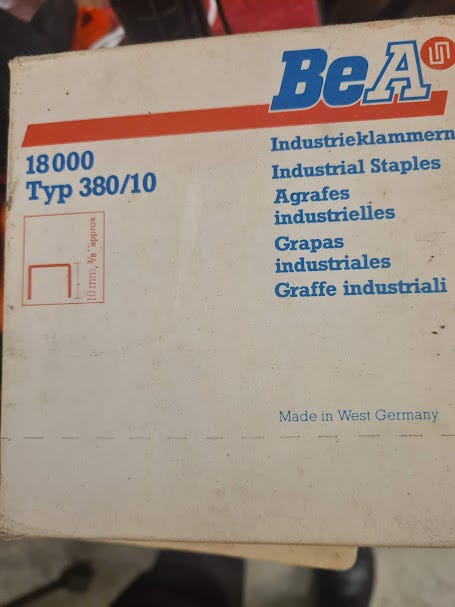 BeA
18000
Typ 380/10
10 mm, 3/8" approx
Industrieklammern
Industrial Staples
Agrafes
industrielles
Grapas
industriales
Graffe industriali
Made in West Germany